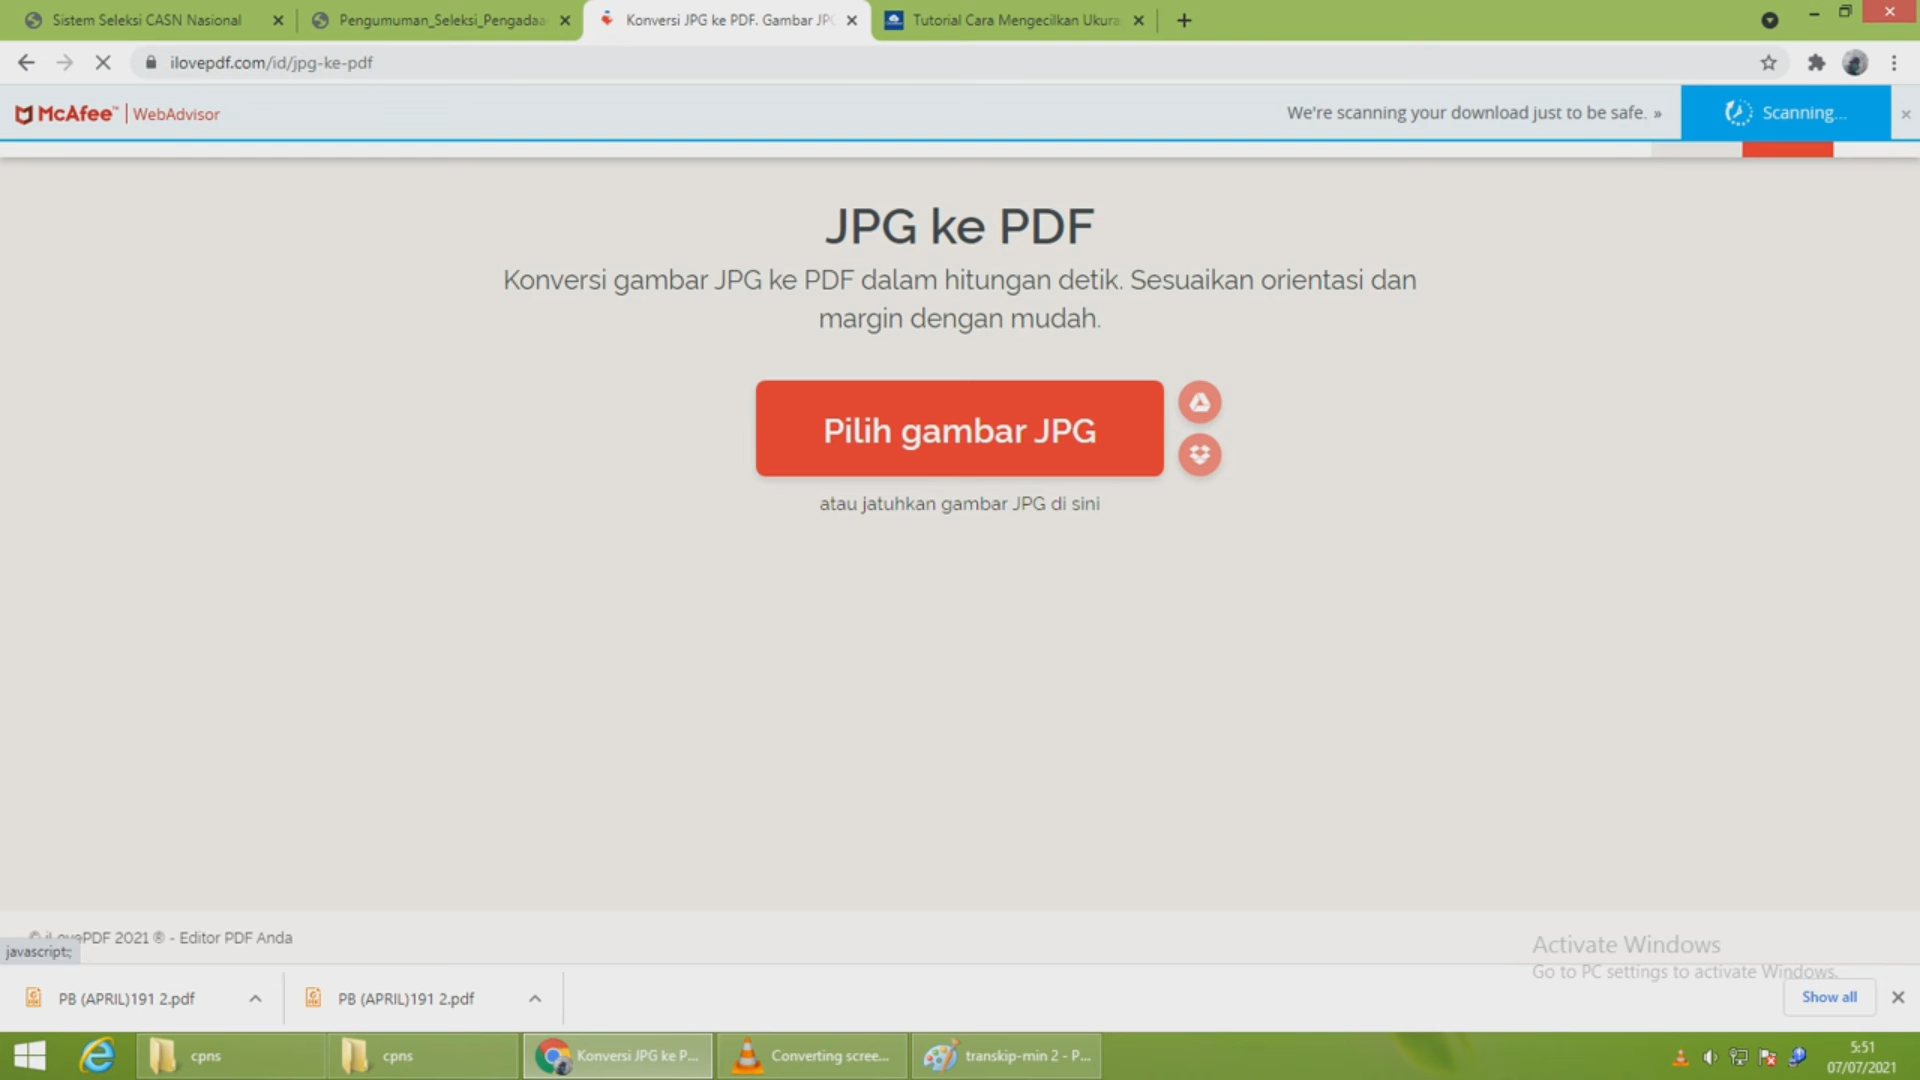 Sistem Seleksi CASN Nasional
Pengumuman_Seleksi_Pengadaa
Konversi JPG ke PDF. Gambar JP
Tutorial Cara Mengecilkan Ukura
ilovepdf.com/id/jpg-ke-pdf
McAfee™ | WebAdvisor
We're scanning your download just to be safe. »
Scanning...
JPG ke PDF
Konversi gambar JPG ke PDF dalam hitungan detik. Sesuaikan orientasi dan
margin dengan mudah.
Pilih gambar JPG
atau jatuhkan gambar JPG di sini
© iLovePDF 2021 ® - Editor PDF Anda
javascript:;
Activate Windows
Go to PC settings to activate Windows.
PB (APRIL)191 2.pdf
PB (APRIL)191 2.pdf
Show all
cpns
cpns
Konversi JPG ke P...
Converting scree...
transkip-min 2 - P...
5:51
07/07/2021